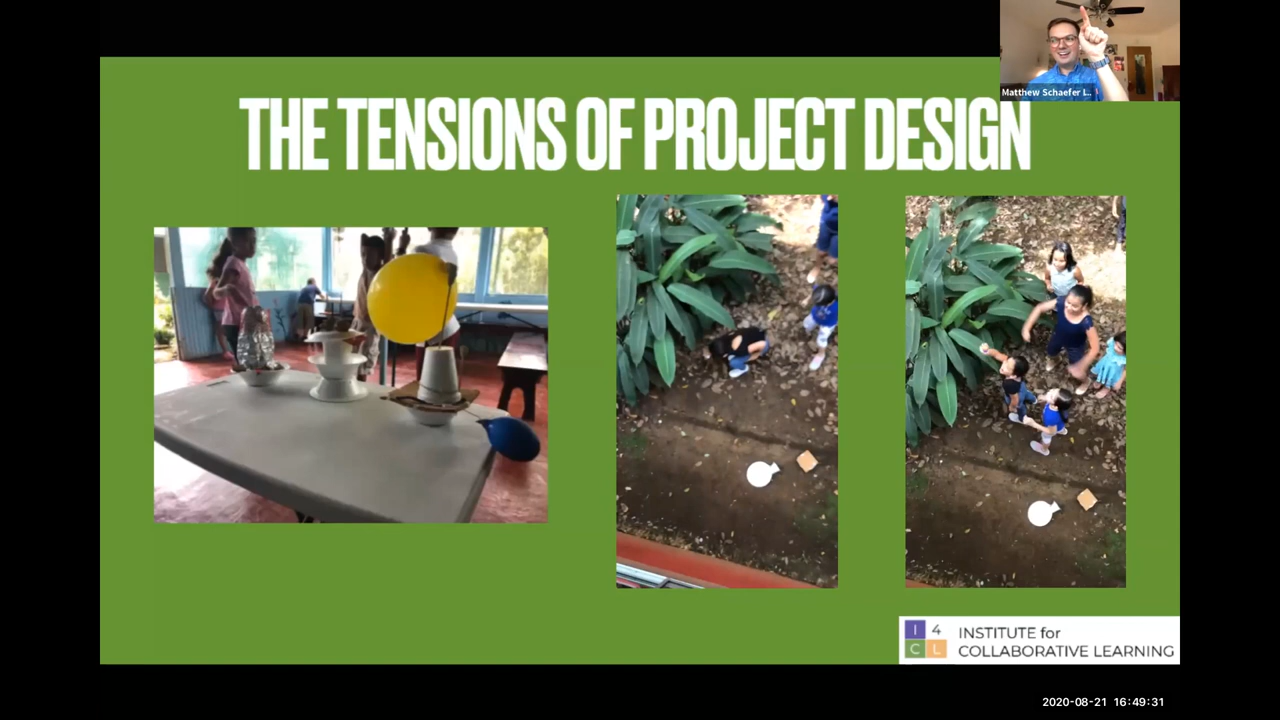 Matthew Schaefer L...
THE TENSIONS OF PROJECT DESIGN
I 4
C L
INSTITUTE for
COLLABORATIVE LEARNING
2020-08-21 16:49:31